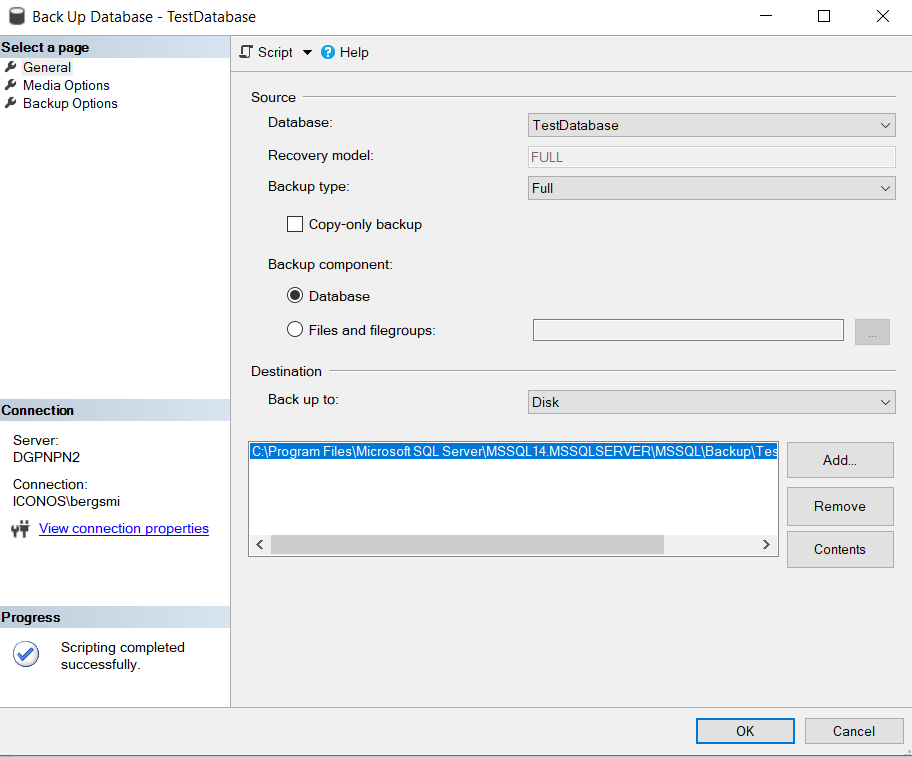 Back Up Database - TestDatabase
Select a page
General
Media Options
Backup Options
Script
Help
Source
Database:
TestDatabase
Recovery model:
FULL
Backup type:
Full
Copy-only backup
Backup component:
Database
Files and filegroups:
...
Destination
Back up to:
Disk
C:\Program Files\Microsoft SQL Server\MSSQL14.MSSQLSERVER\MSSQL\Backup\Tes
Add...
Remove
Contents
Connection
Server:
DGPNPN2
Connection:
ICONOS\bergsmi
View connection properties
Progress
Scripting completed
successfully.
OK
Cancel